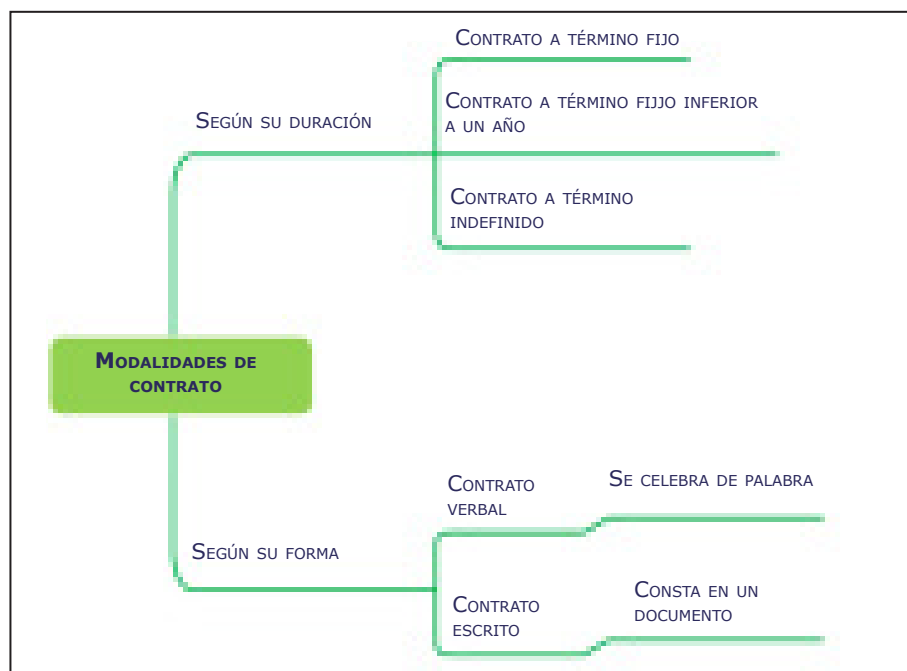 Contrato a término fijo
Contrato a término fijjo inferior
a un año
Según su duración
Contrato a término
indefinido
Modalidades de
contrato
Contrato
verbal
Se celebra de palabra
Según su forma
Contrato
escrito
Consta en un
documento